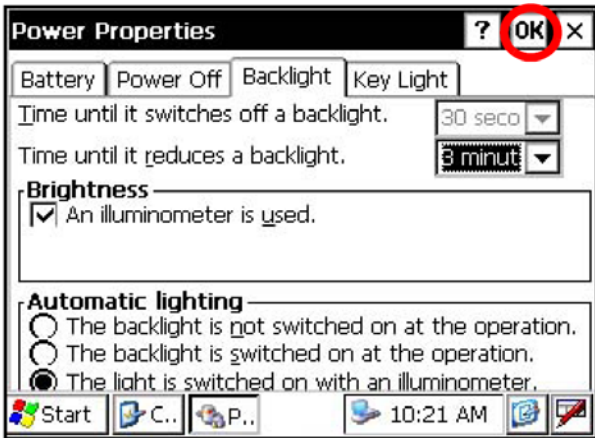 Power Properties ? OK ×
Battery Power Off Backlight Key Light
Time until it switches off a backlight. 30 seco
Time until it reduces a backlight. 3 minut
Brightness
An illuminometer is used.
Automatic lighting
The backlight is not switched on at the operation.
The backlight is switched on at the operation.
The light is switched on with an illuminometer.
Start C.. P.. 10:21 AM